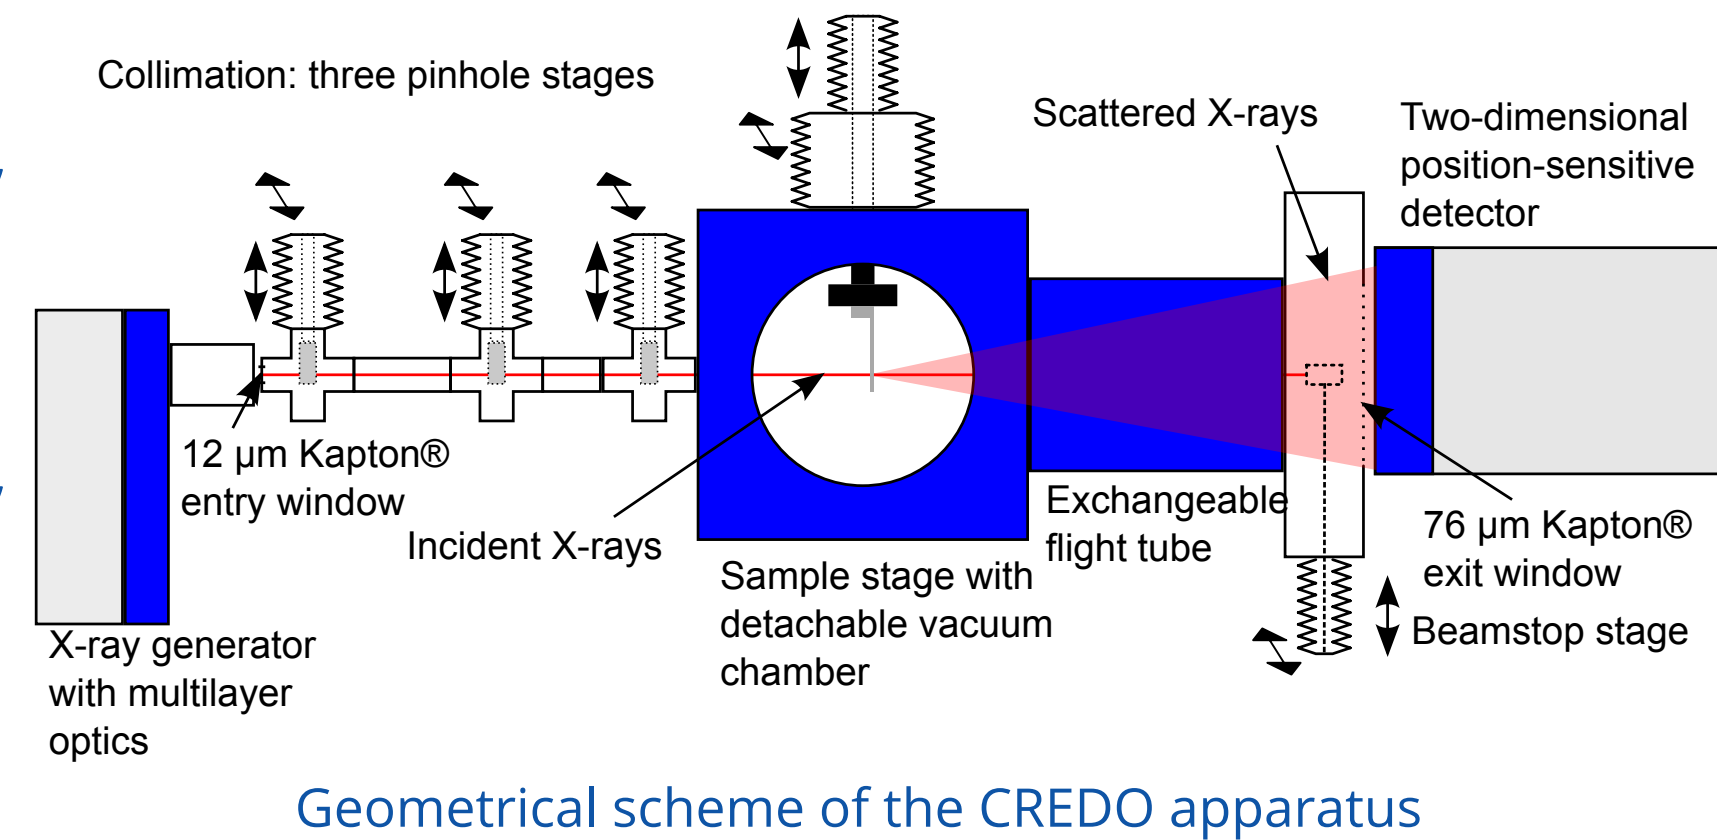 Collimation: three pinhole stages
Scattered X-rays
Two-dimensional
position-sensitive
detector
12 µm Kapton®
entry window
Incident X-rays
Exchangeable
flight tube
76 µm Kapton®
exit window
Sample stage with
detachable vacuum
chamber
Beamstop stage
X-ray generator
with multilayer
optics
Geometrical scheme of the CREDO apparatus